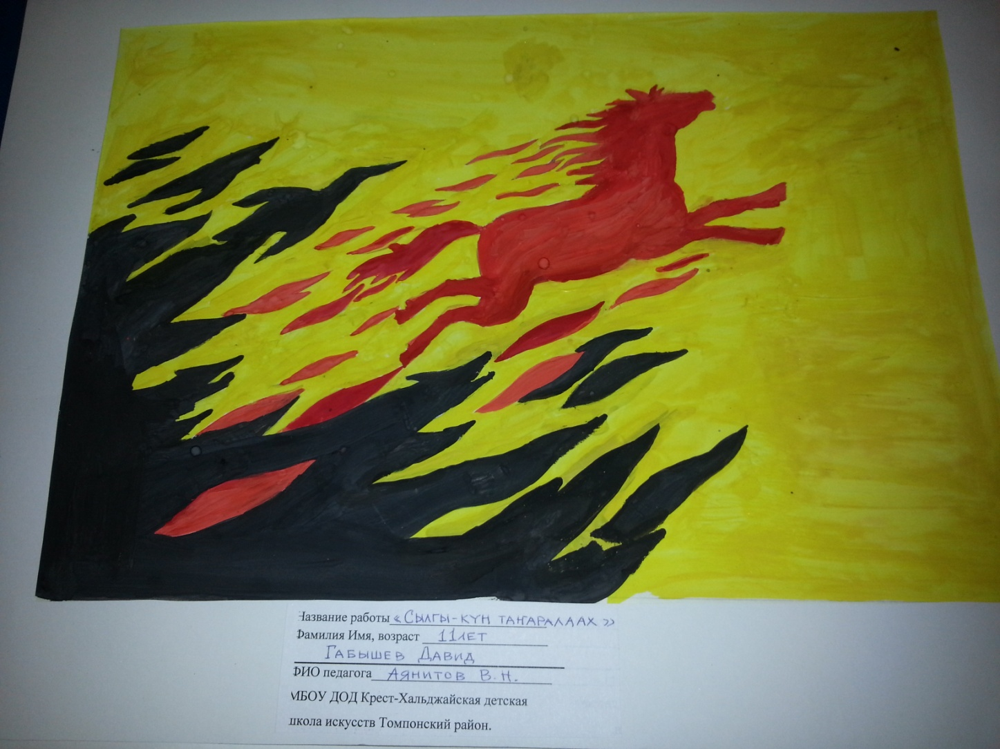 Название работы «Сылгы-күн таҥаралаах»
Фамилия Имя, возраст 11лет
Габышев Давид
ФИО педагога Аянитов В.Н.
МБОУ ДОД Крест-Хальджайская детская
школа искусств Томпонский район.